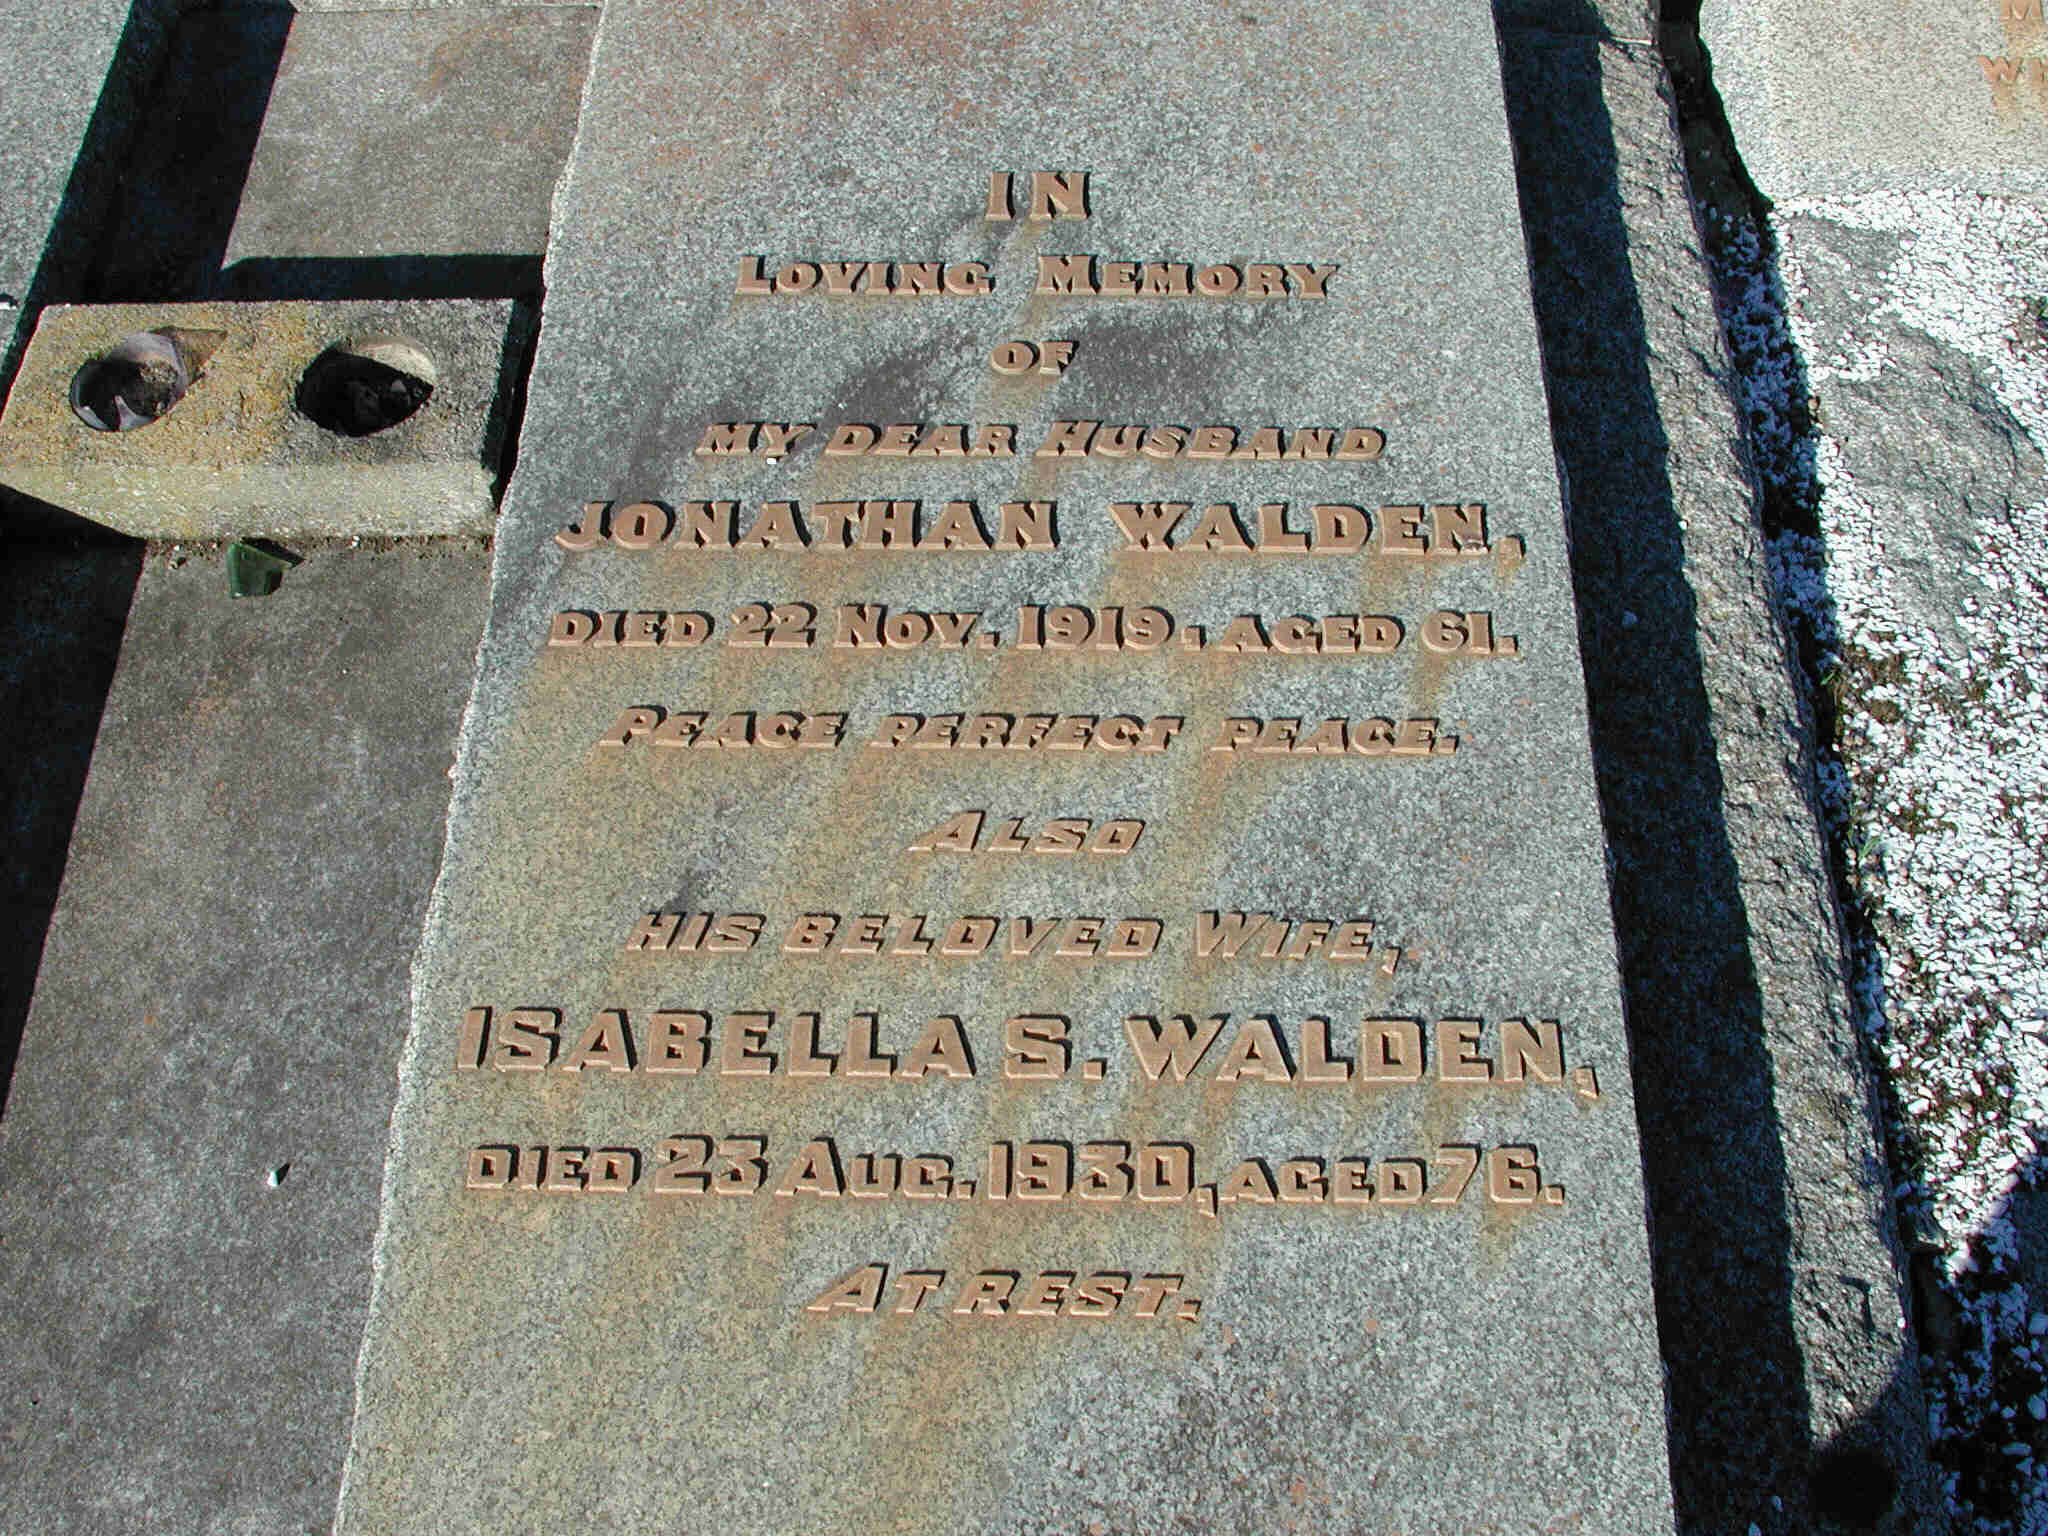 IN
LOVING MEMORY
OF
MY DEAR HUSBAND
JONATHAN WALDEN,
DIED 22 NOV. 1919, AGED 61.
PEACE PERFECT PEACE.
ALSO
HIS BELOVED WIFE,
ISABELLA S. WALDEN,
DIED 23 AUG. 1930, AGED 76.
AT REST.